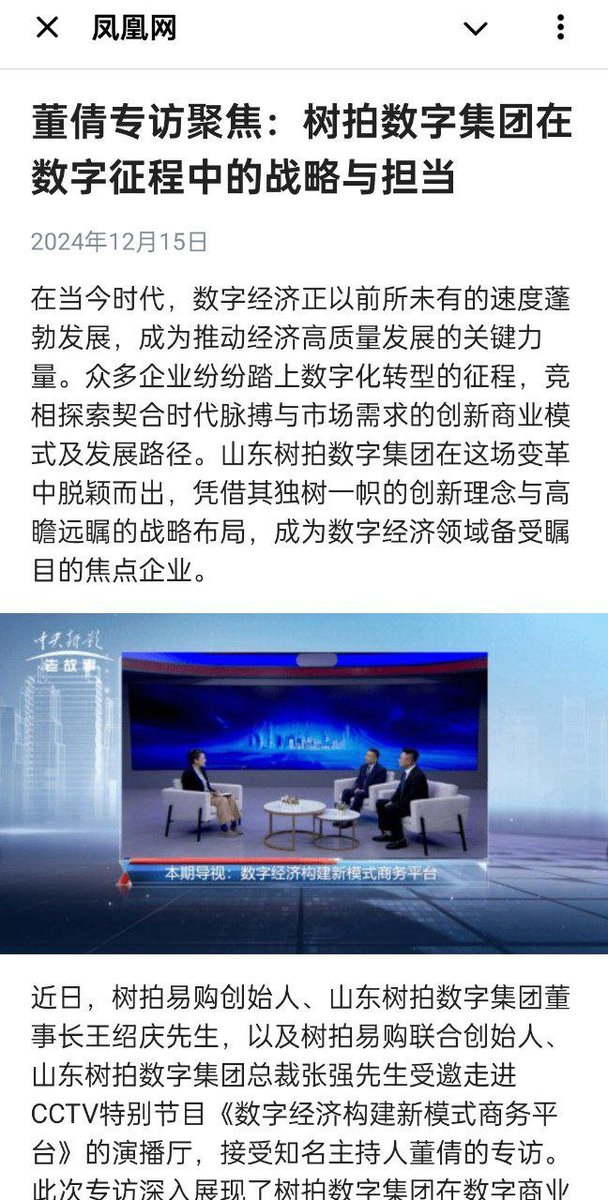 凤凰网
董倩专访聚焦：树拍数字集团在
数字征程中的战略与担当
2024年12月15日
在当今时代，数字经济正以前所未有的速度蓬
勃发展，成为推动经济高质量发展的关键力
量。众多企业纷纷踏上数字化转型的征程，竞
相探索契合时代脉搏与市场需求的创新商业模
式及发展路径。山东树拍数字集团在这场变革
中脱颖而出，凭借其独树一帜的创新理念与高
瞻远瞩的战略布局，成为数字经济领域备受瞩
目的焦点企业。
中央新影
老故事
本期导视：数字经济构建新模式商务平台
近日，树拍易购创始人、山东树拍数字集团董
事长王绍庆先生，以及树拍易购联合创始人、
山东树拍数字集团总裁张强先生受邀走进
CCTV特别节目《数字经济构建新模式商务平
台》的演播厅，接受知名主持人董倩的专访。
此次专访深入展现了树拍数字集团在数字商业